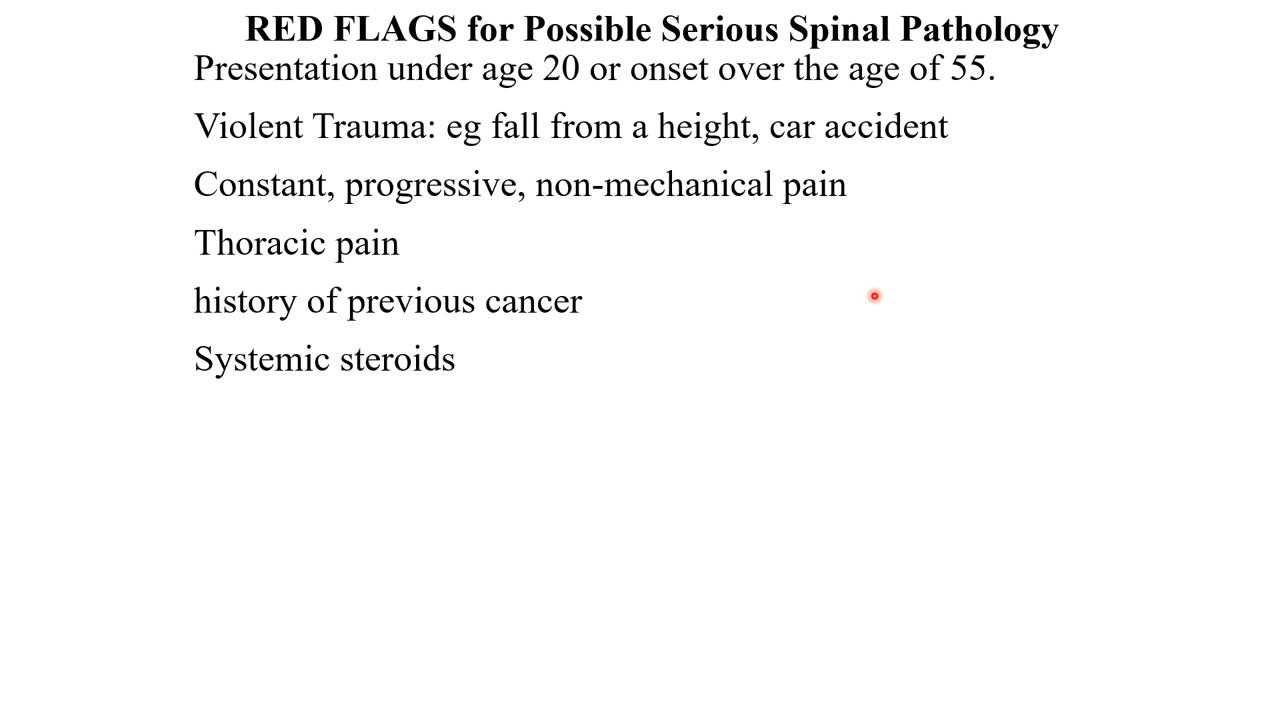 RED FLAGS for Possible Serious Spinal Pathology
Presentation under age 20 or onset over the age of 55.
Violent Trauma: eg fall from a height, car accident
Constant, progressive, non-mechanical pain
Thoracic pain
history of previous cancer
Systemic steroids